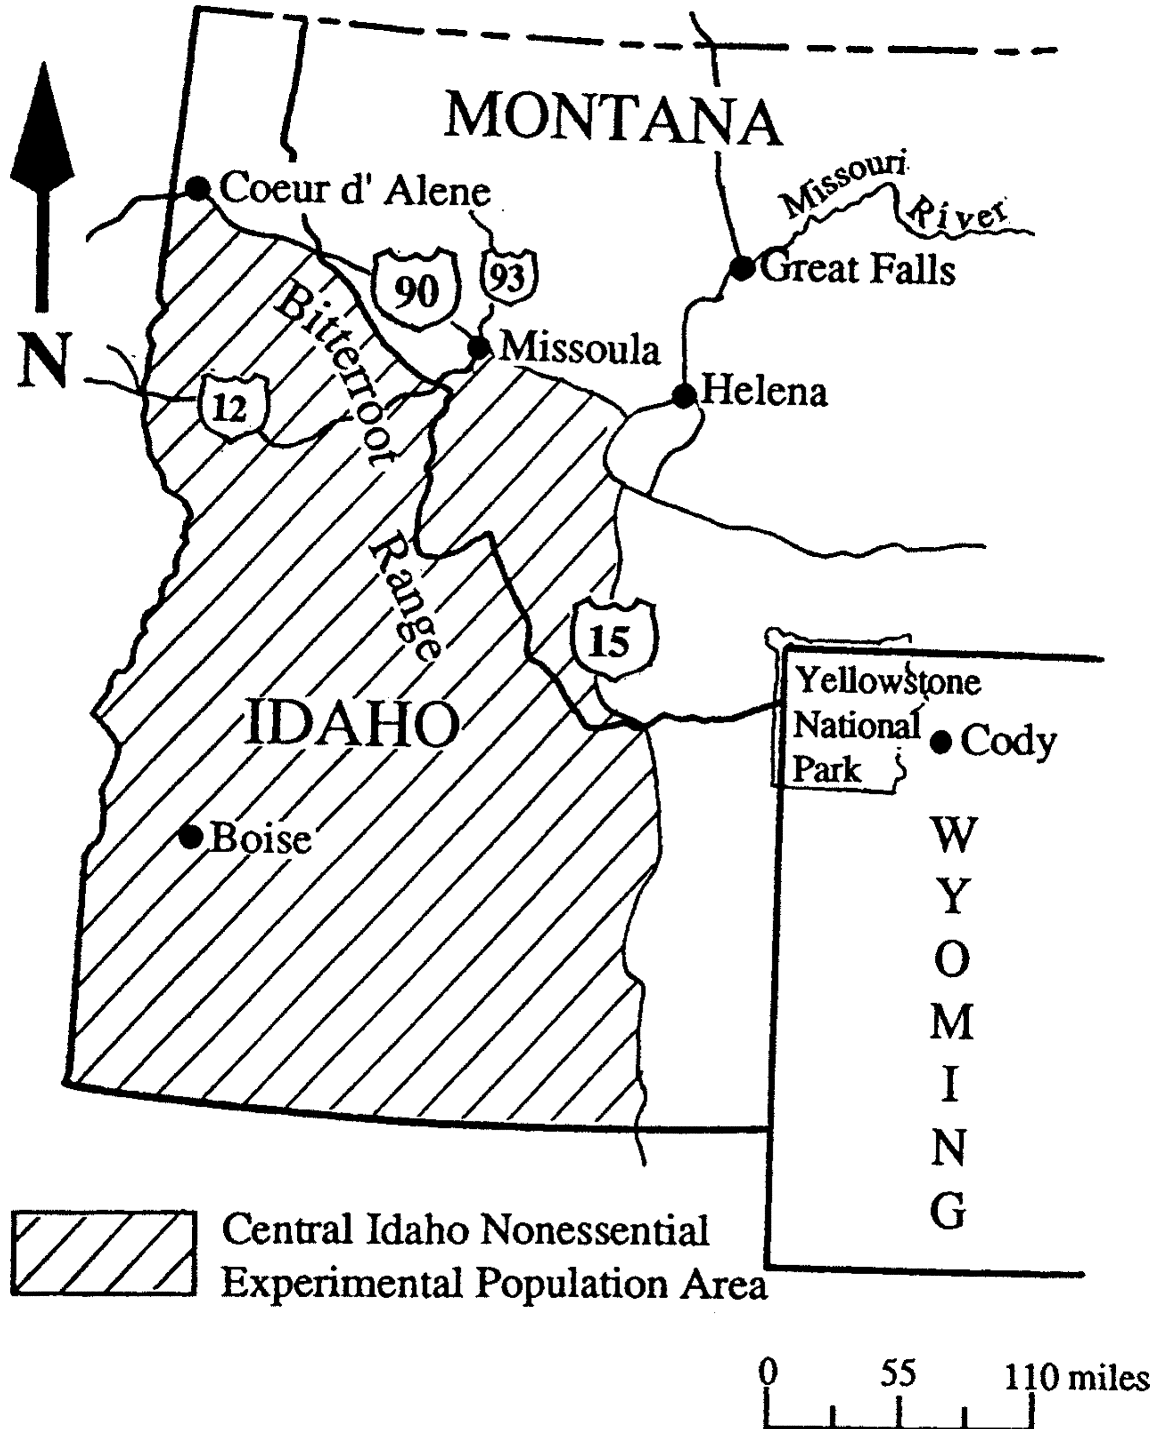 MONTANA
Missouri
River
Coeur d' Alene
Great Falls
90
93
Bitterroot
Range
N
Missoula
Helena
12
15
Yellowstone
National
Park
Cody
IDAHO
Boise
WYOMING
Central Idaho Nonessential
Experimental Population Area
0 55 110 miles